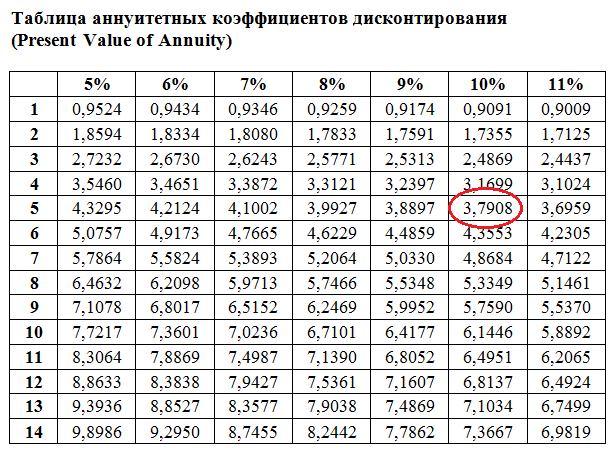 Таблица аннуитетных коэффициентов дисконтирования
(Present Value of Annuity)
5% 6% 7% 8% 9% 10% 11%
1 0,9524 0,9434 0,9346 0,9259 0,9174 0,9091 0,9009
2 1,8594 1,8334 1,8080 1,7833 1,7591 1,7355 1,7125
3 2,7232 2,6730 2,6243 2,5771 2,5313 2,4869 2,4437
4 3,5460 3,4651 3,3872 3,3121 3,2397 3,1699 3,1024
5 4,3295 4,2124 4,1002 3,9927 3,8897 3,7908 3,6959
6 5,0757 4,9173 4,7665 4,6229 4,4859 4,3553 4,2305
7 5,7864 5,5824 5,3893 5,2064 5,0330 4,8684 4,7122
8 6,4632 6,2098 5,9713 5,7466 5,5348 5,3349 5,1461
9 7,1078 6,8017 6,5152 6,2469 5,9952 5,7590 5,5370
10 7,7217 7,3601 7,0236 6,7101 6,4177 6,1446 5,8892
11 8,3064 7,8869 7,4987 7,1390 6,8052 6,4951 6,2065
12 8,8633 8,3838 7,9427 7,5361 7,1607 6,8137 6,4924
13 9,3936 8,8527 8,3577 7,9038 7,4869 7,1034 6,7499
14 9,8986 9,2950 8,7455 8,2442 7,7862 7,3667 6,9819